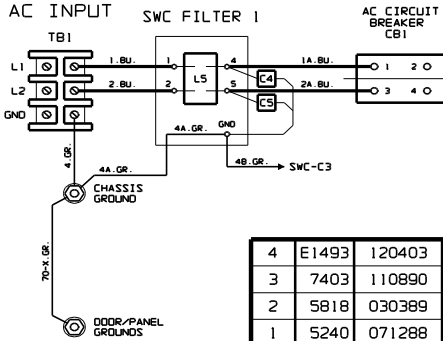 AC INPUT
SWC FILTER 1
AC CIRCUIT
BREAKER
CB1
TB1
L1
1.BU.
1
4
1A.BU.
1
2
L5
C4
L2
2.BU.
2
5
2A.BU.
3
4
C5
GND
GND
4A.GR.
4.GR.
4A.GR.
4B.GR.
SWC-C3
CHASSIS
GROUND
70-X.GR.
DOOR/PANEL
GROUNDS
4 E1493 120403
3 7403 110890
2 5818 030389
1 5240 071288